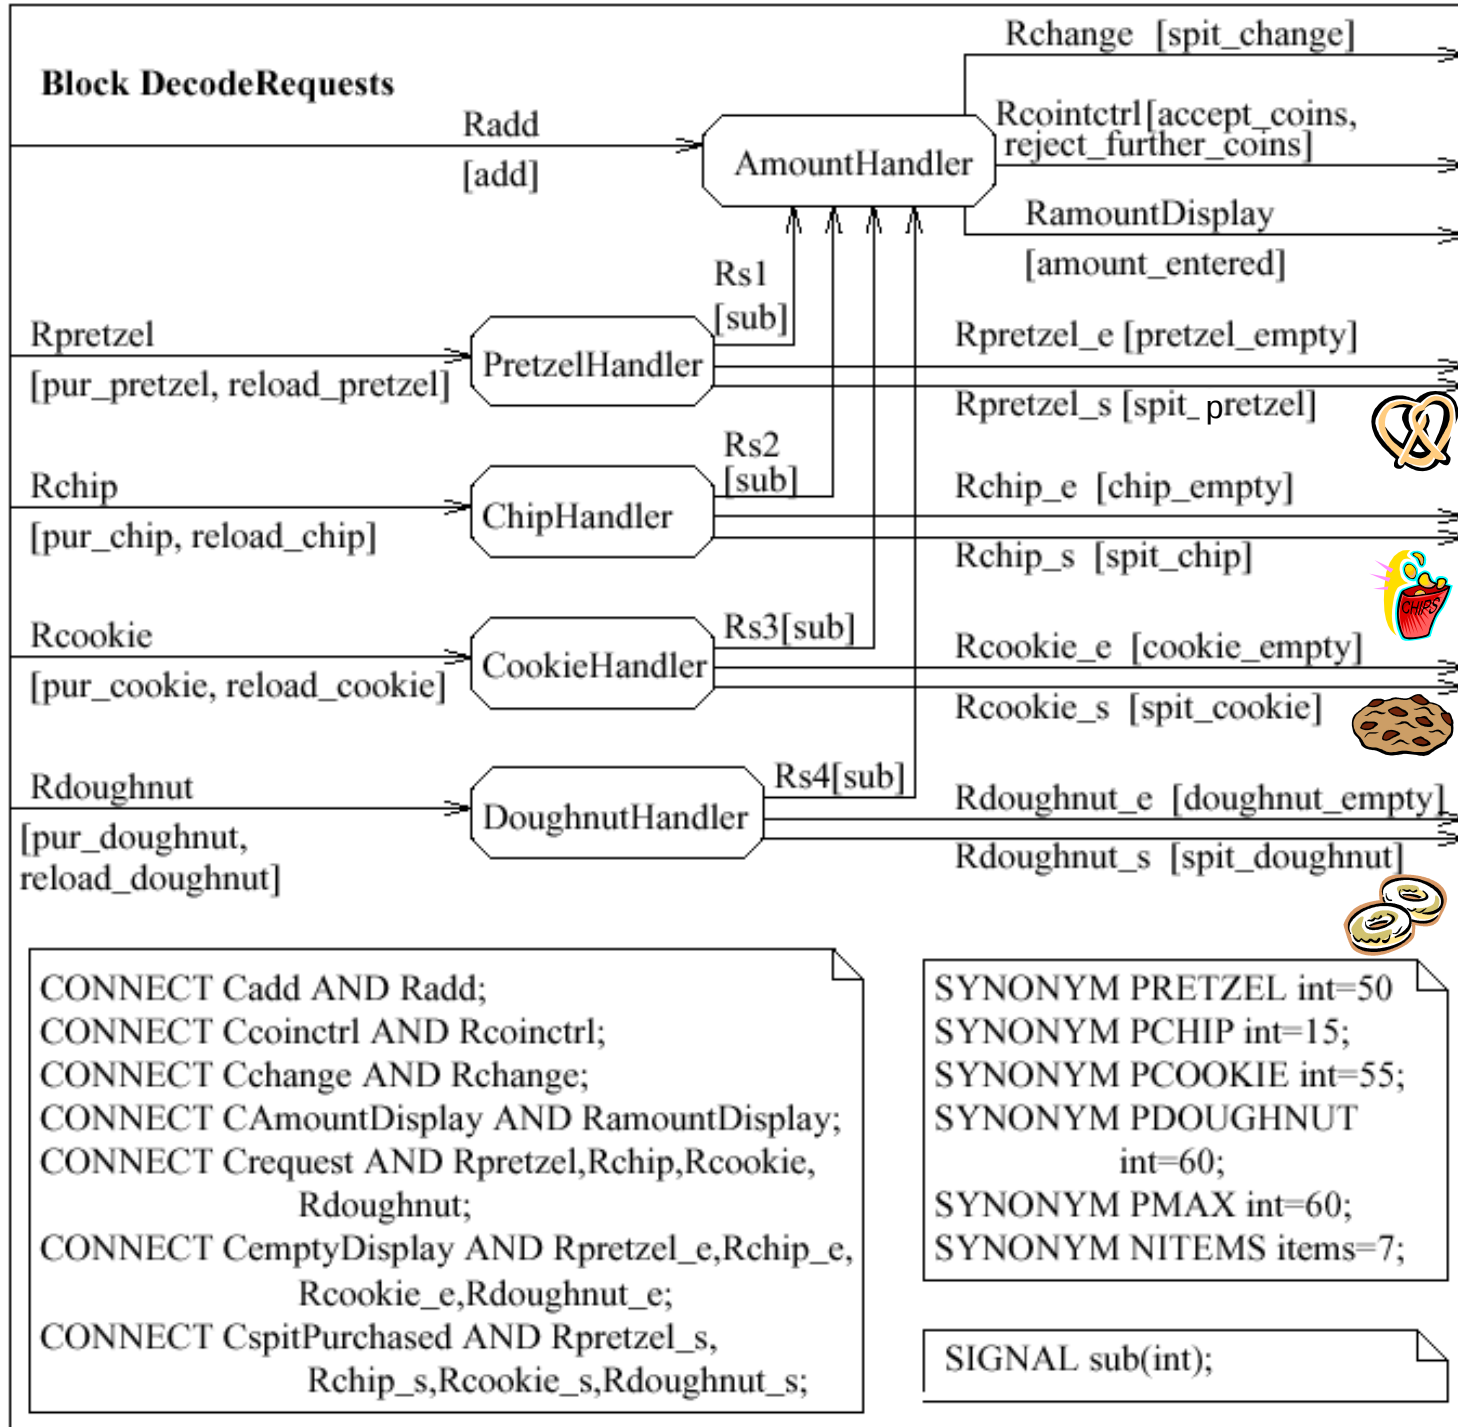 Block DecodeRequests
Radd
[add]
AmountHandler
Rchange [spit_change]
Rcointctrl[accept_coins,
reject_further_coins]
RamountDisplay
[amount_entered]
Rs1
[sub]
Rpretzel
[pur_pretzel, reload_pretzel]
PretzelHandler
Rpretzel_e [pretzel_empty]
Rpretzel_s [spit_pretzel]
Rs2
[sub]
Rchip
[pur_chip, reload_chip]
ChipHandler
Rchip_e [chip_empty]
Rchip_s [spit_chip]
CHIPS
Rcookie
[pur_cookie, reload_cookie]
CookieHandler
Rs3[sub]
Rcookie_e [cookie_empty]
Rcookie_s [spit_cookie]
Rdoughnut
[pur_doughnut,
reload_doughnut]
DoughnutHandler
Rs4[sub]
Rdoughnut_e [doughnut_empty]
Rdoughnut_s [spit_doughnut]
CONNECT Cadd AND Radd;
CONNECT Ccoinctrl AND Rcoinctrl;
CONNECT Cchange AND Rchange;
CONNECT CAmountDisplay AND RamountDisplay;
CONNECT Crequest AND Rpretzel,Rchip,Rcookie,
Rdoughnut;
CONNECT CemptyDisplay AND Rpretzel_e,Rchip_e,
Rcookie_e,Rdoughnut_e;
CONNECT CspitPurchased AND Rpretzel_s,
Rchip_s,Rcookie_s,Rdoughnut_s;
SYNONYM PRETZEL int=50
SYNONYM PCHIP int=15;
SYNONYM PCOOKIE int=55;
SYNONYM PDOUGHNUT
int=60;
SYNONYM PMAX int=60;
SYNONYM NITEMS items=7;
SIGNAL sub(int);